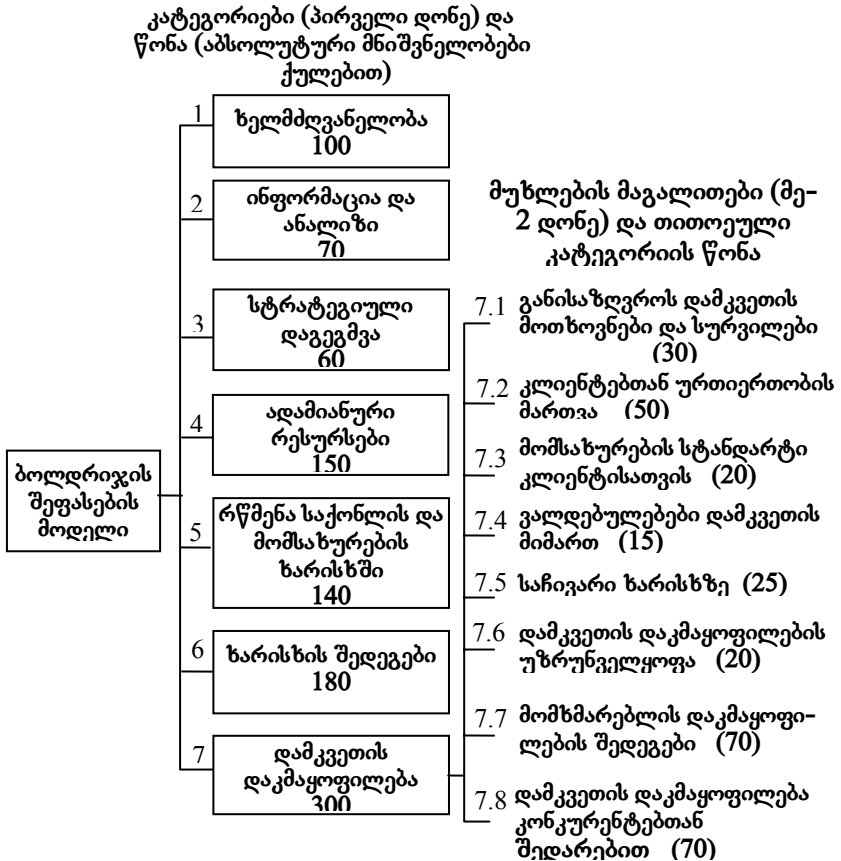 კატეგორიები (პირველი დონე) და
წონა (აბსოლუტური მნიშვნელობები
ქულებით)
ბოლდრიჯის
შეფასების
მოდელი
1
ხელმძღვანელობა
100
2
ინფორმაცია და
ანალიზი
70
3
სტრატეგიული
დაგეგმვა
60
4
ადამიანური
რესურსები
150
5
რწმენა საქონლის და
მომსახურების
ხარისხში
140
6
ხარისხის შედეგები
180
7
დამკვეთის
დაკმაყოფილება
300
მუხლების მაგალითები (მე-
2 დონე) და თითოეული
კატეგორიის წონა
7.1 განისაზღვროს დამკვეთის
მოთხოვნები და სურვილები
(30)
7.2 კლიენტებთან ურთიერთობის
მართვა (50)
7.3 მომსახურების სტანდარტი
კლიენტისათვის (20)
7.4 ვალდებულებები დამკვეთის
მიმართ (15)
7.5 საჩივარი ხარისხზე (25)
7.6 დამკვეთის დაკმაყოფილების
უზრუნველყოფა (20)
7.7 მომხმარებლის დაკმაყოფი-
ლების შედეგები (70)
7.8 დამკვეთის დაკმაყოფილება
კონკურენტებთან
შედარებით (70)